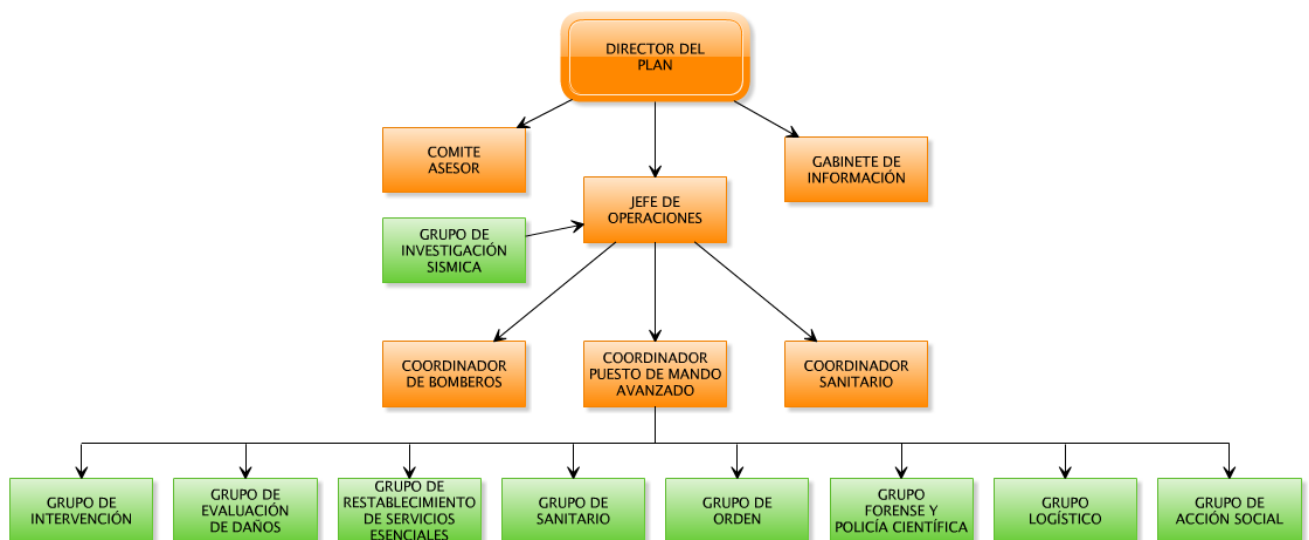 DIRECTOR DEL
PLAN
COMITE
ASESOR
GABINETE DE
INFORMACIÓN
JEFE DE
OPERACIONES
GRUPO DE
INVESTIGACIÓN
SISMICA
COORDINADOR
DE BOMBEROS
COORDINADOR
PUESTO DE MANDO
AVANZADO
COORDINADOR
SANITARIO
GRUPO DE
INTERVENCIÓN
GRUPO DE
EVALUACIÓN
DE DAÑOS
GRUPO DE
RESTABLECIMIENTO
DE SERVICIOS
ESENCIALES
GRUPO DE
SANITARIO
GRUPO DE
ORDEN
GRUPO
FORENSE Y
POLICÍA CIENTÍFICA
GRUPO
LOGÍSTICO
GRUPO DE
ACCIÓN SOCIAL